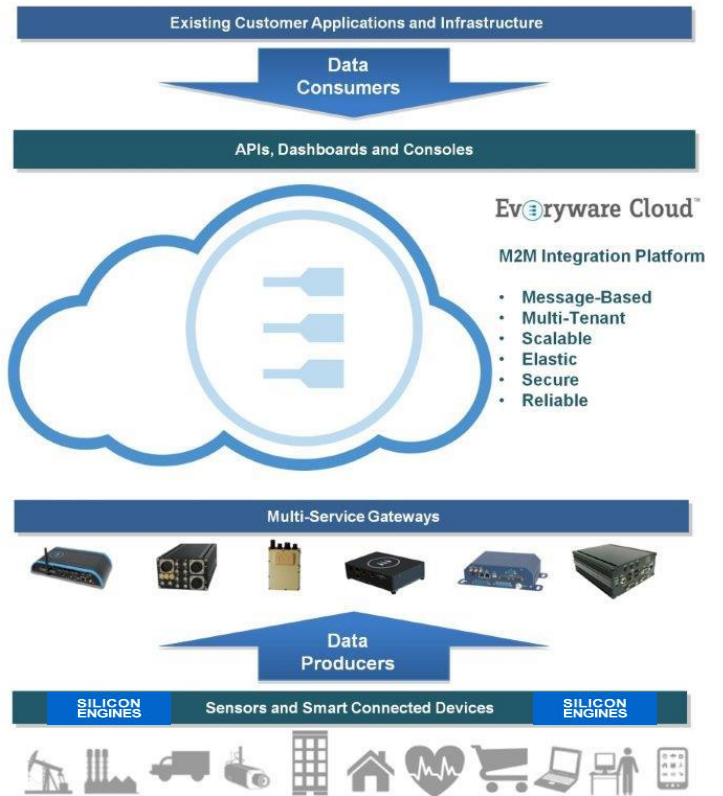 Existing Customer Applications and Infrastructure
Data
Consumers
APIs, Dashboards and Consoles
Everyware Cloud™
M2M Integration Platform
• Message-Based
• Multi-Tenant
• Scalable
• Elastic
• Secure
• Reliable
Multi-Service Gateways
Data
Producers
SILICON
ENGINES
Sensors and Smart Connected Devices
SILICON
ENGINES